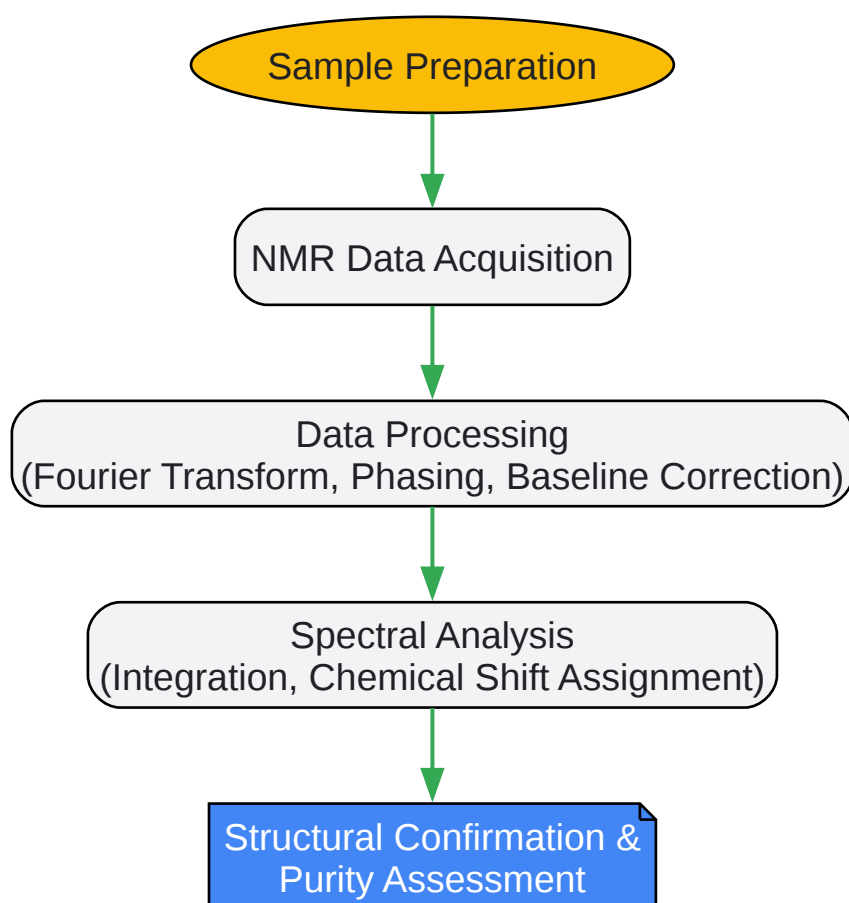 Sample Preparation
NMR Data Acquisition
Data Processing
(Fourier Transform, Phasing, Baseline Correction)
Spectral Analysis
(Integration, Chemical Shift Assignment)
Structural Confirmation &
Purity Assessment